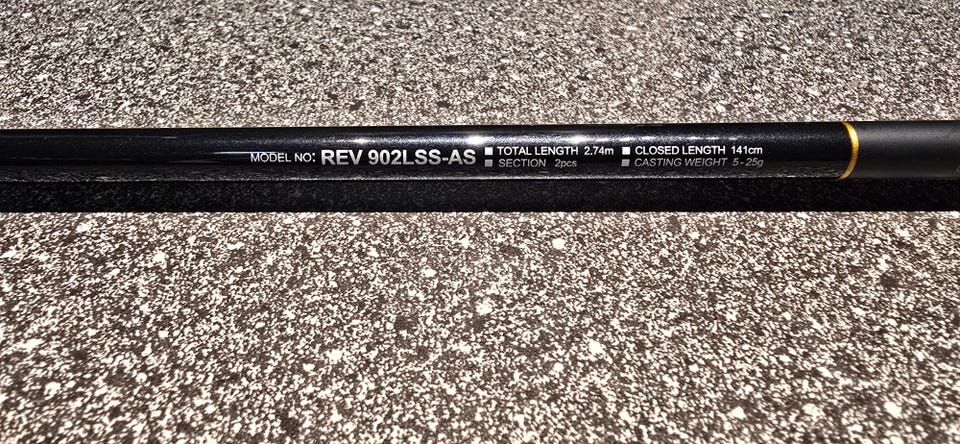 MODEL NO: REV 902LSS-AS ■ TOTAL LENGTH 2.74m ■ CLOSED LENGTH 141cm
■ SECTION 2pcs ■ CASTING WEIGHT 5-25g